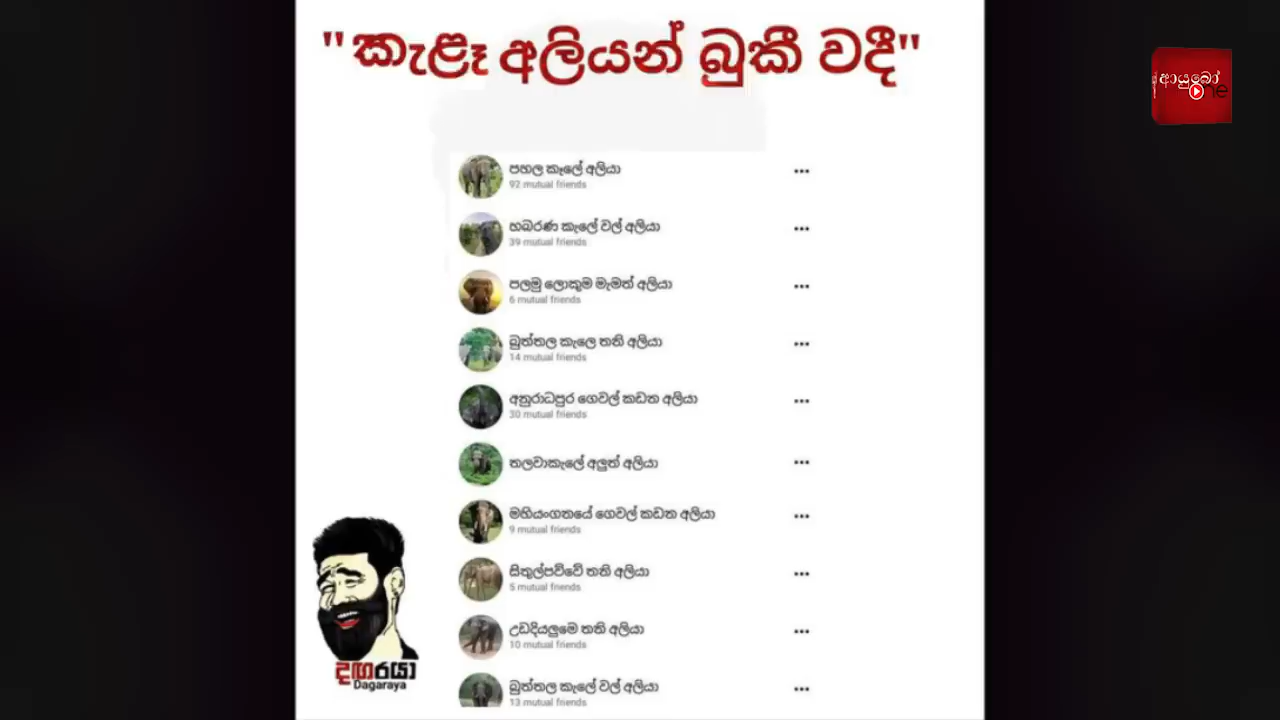 "කැළෑ අලියන් බුකී වදී"
ආයුබෝ
ne
පහල කෑලේ අලියා
92 mutual friends
හබරණ කැලේ වල් අලියා
39 mutual friends
පලමු ලොකුම මැමත් අලියා
6 mutual friends
බුත්තල කැලෙ තනි අලියා
14 mutual friends
අනුරාධපුර ගෙවල් කඩන අලියා
30 mutual friends
තලවාකැලේ අලුත් අලියා
මහියංගනයේ ගෙවල් කඩන අලියා
9 mutual friends
සිතුල්පව්වේ තනි අලියා
5 mutual friends
උඩදියලුමෙ තනි අලියා
10 mutual friends
බුත්තල කැලේ වල් අලියා
13 mutual friends
දඟරයා
Dagaraya